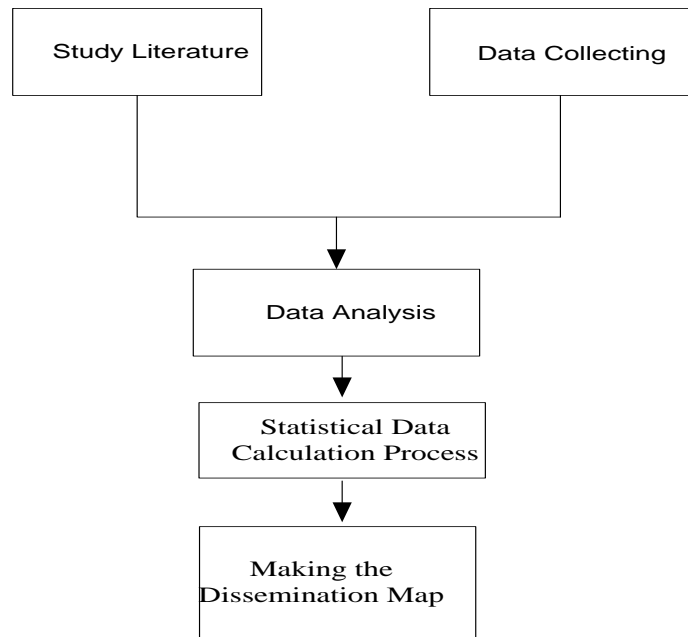 Study Literature
Data Collecting
Data Analysis
Statistical Data
Calculation Process
Making the
Dissemination Map